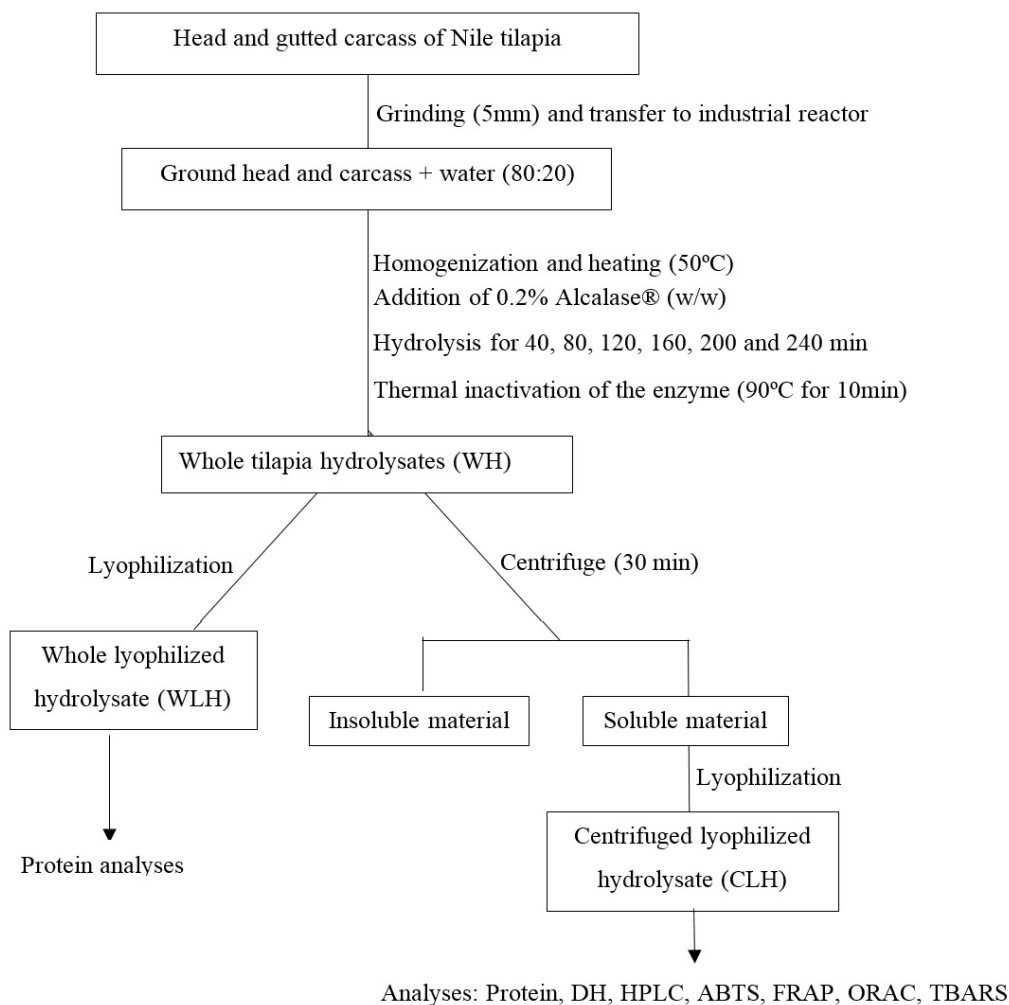 Head and gutted carcass of Nile tilapia
Grinding (5mm) and transfer to industrial reactor
Ground head and carcass + water (80:20)
Homogenization and heating (50ºC)
Addition of 0.2% Alcalase® (w/w)
Hydrolysis for 40, 80, 120, 160, 200 and 240 min
Thermal inactivation of the enzyme (90ºC for 10min)
Whole tilapia hydrolysates (WH)
Lyophilization
Centrifuge (30 min)
Whole lyophilized
hydrolysate (WLH)
Insoluble material
Soluble material
Lyophilization
Protein analyses
Centrifuged lyophilized
hydrolysate (CLH)
Analyses: Protein, DH, HPLC, ABTS, FRAP, ORAC, TBARS